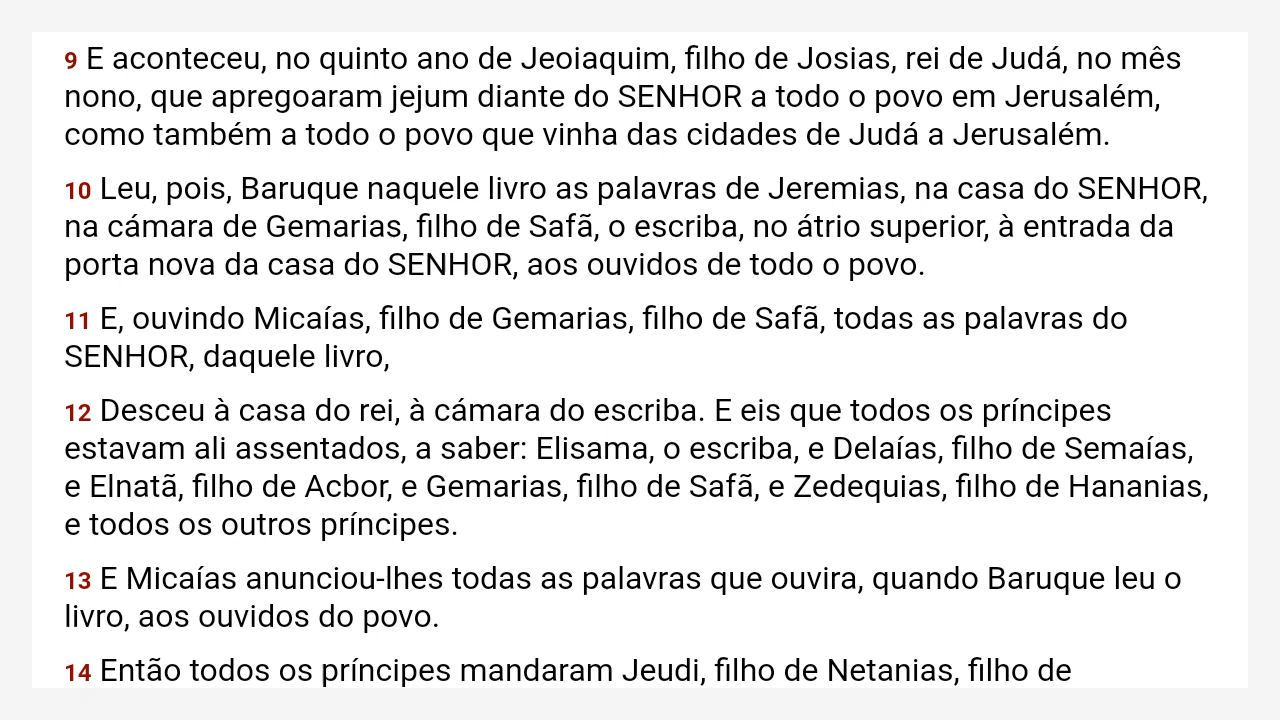 9 E aconteceu, no quinto ano de Jeoiaquim, filho de Josias, rei de Judá, no mês
nono, que apregoaram jejum diante do SENHOR a todo o povo em Jerusalém,
como também a todo o povo que vinha das cidades de Judá a Jerusalém.
10 Leu, pois, Baruque naquele livro as palavras de Jeremias, na casa do SENHOR,
na cámara de Gemarias, filho de Safã, o escriba, no átrio superior, à entrada da
porta nova da casa do SENHOR, aos ouvidos de todo o povo.
11 E, ouvindo Micaías, filho de Gemarias, filho de Safã, todas as palavras do
SENHOR, daquele livro,
12 Desceu à casa do rei, à cámara do escriba. E eis que todos os príncipes
estavam ali assentados, a saber: Elisama, o escriba, e Delaías, filho de Semaías,
e Elnatã, filho de Acbor, e Gemarias, filho de Safã, e Zedequias, filho de Hananias,
e todos os outros príncipes.
13 E Micaías anunciou-lhes todas as palavras que ouvira, quando Baruque leu o
livro, aos ouvidos do povo.
14 Então todos os príncipes mandaram Jeudi, filho de Netanias, filho de